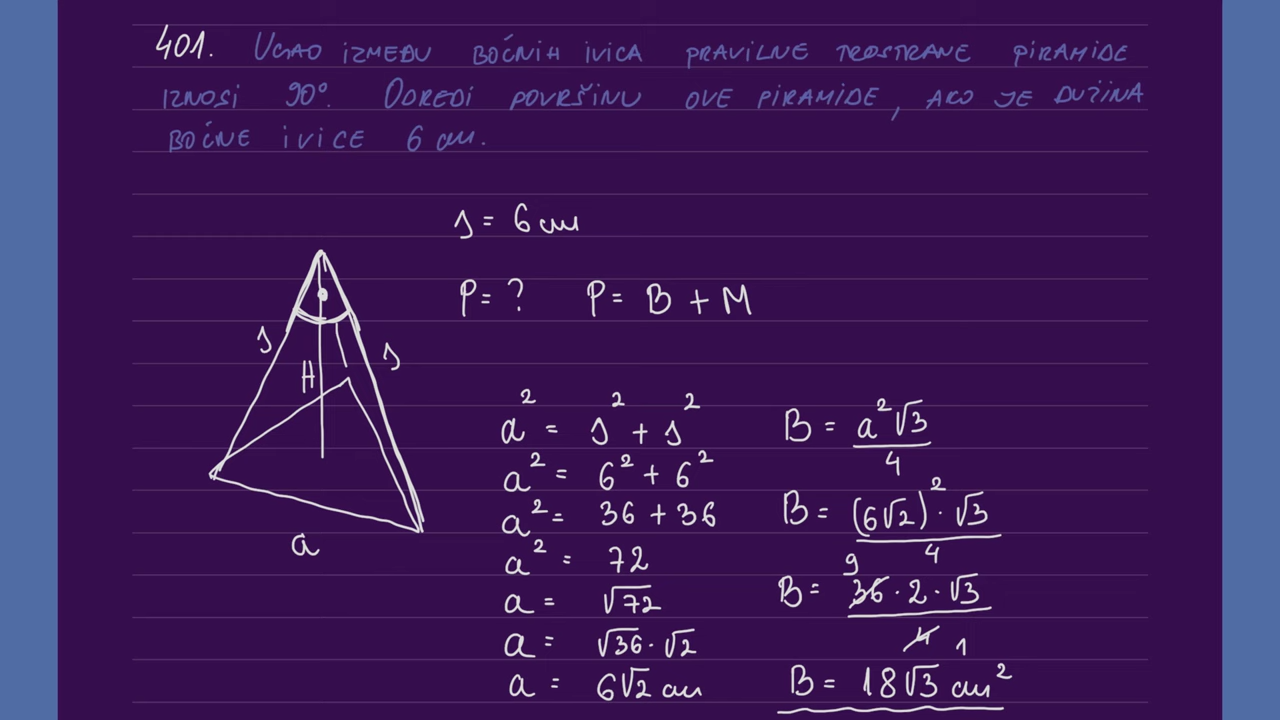 401. UGAO IZMEĐU BOČNIH IVICA PRAVILNE TROSTRANE PIRAMIDE
IZNOSI 90°. ODREDI POVRŠINU OVE PIRAMIDE, AKO JE DUŽINA
BOČNE IVICE 6 cm.
s = 6 cm
P = ? P = B + M
s
s
H
a
a² = s² + s²
a² = 6² + 6²
a² = 36 + 36
a² = 72
a = √72
a = √36 · √2
a = 6√2 cm
B = a²√3 / 4
B = (6√2)² · √3 / 4
9
B = 36 · 2 · √3 / 4 1
B = 18√3 cm²